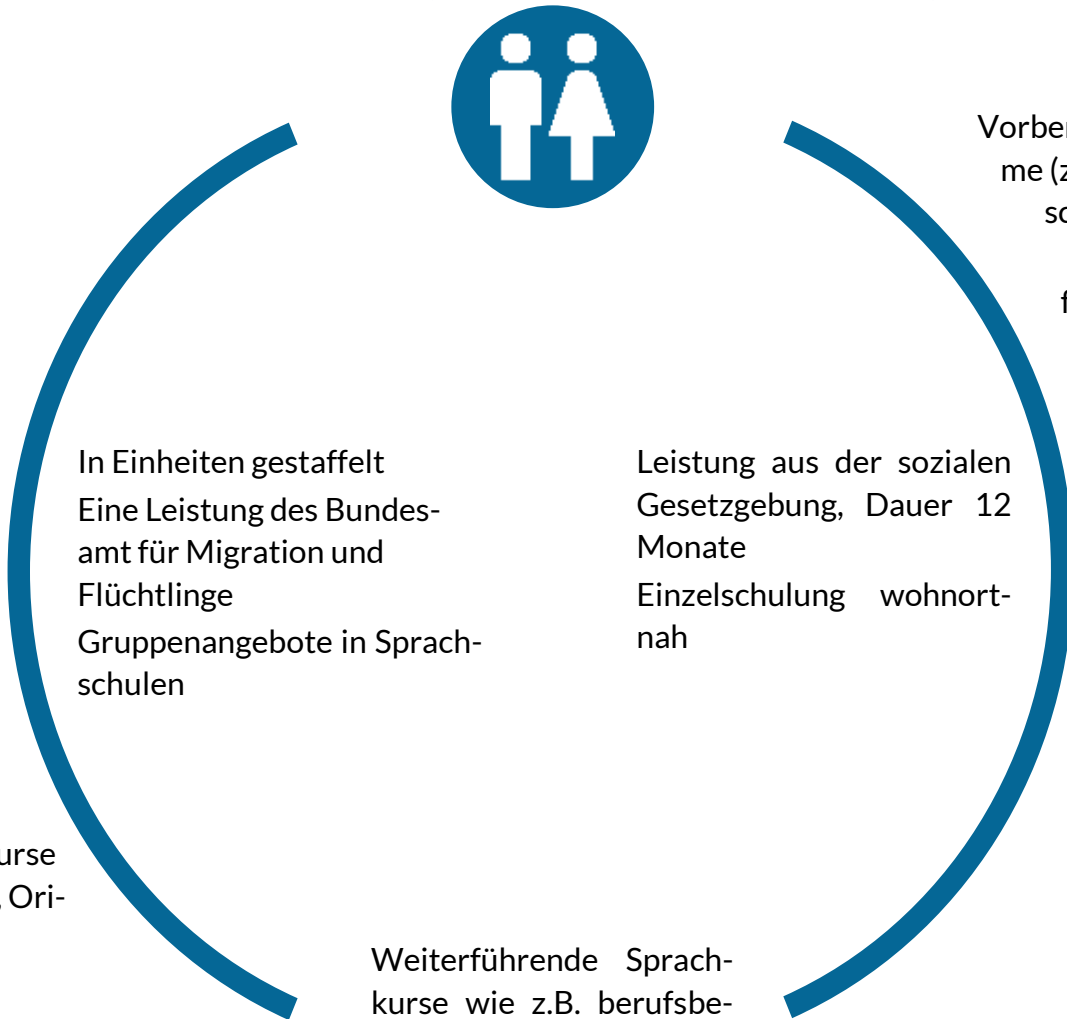 Vorber
me (z
sc
f
In Einheiten gestaffelt
Eine Leistung des Bundes-
amt für Migration und
Flüchtlinge
Gruppenangebote in Sprach-
schulen
Leistung aus der sozialen
Gesetzgebung, Dauer 12
Monate
Einzelschulung wohnort-
nah
urse
, Ori-
Weiterführende Sprach-
kurse wie z.B. berufsbe-